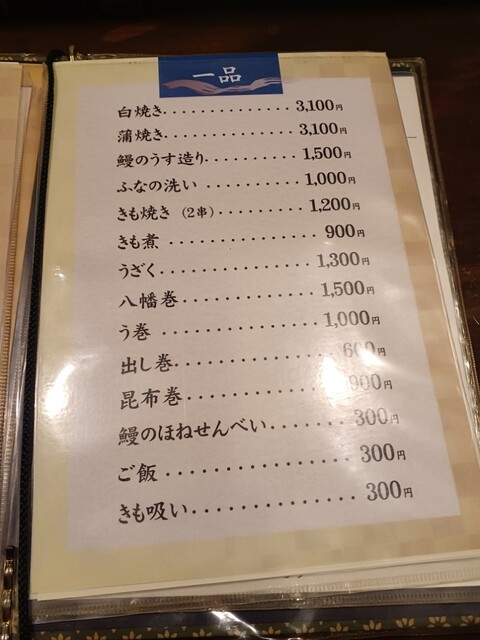 一品
白焼き・・・・・・・・・・・・・・3,100円
蒲焼き・・・・・・・・・・・・・・3,100円
鰻のうす造り・・・・・・・・・・1,500円
ふなの洗い・・・・・・・・・・・1,000円
きも焼き（2串）・・・・・・・・・1,200円
きも煮・・・・・・・・・・・・・・・900円
うざく・・・・・・・・・・・・・・1,300円
八幡巻・・・・・・・・・・・・・1,500円
う巻・・・・・・・・・・・・・・・1,000円
出し巻・・・・・・・・・・・・・・600円
昆布巻・・・・・・・・・・・・・・900円
鰻のほねせんべい・・・・・・・300円
ご飯・・・・・・・・・・・・・・・300円
きも吸い・・・・・・・・・・・・・300円